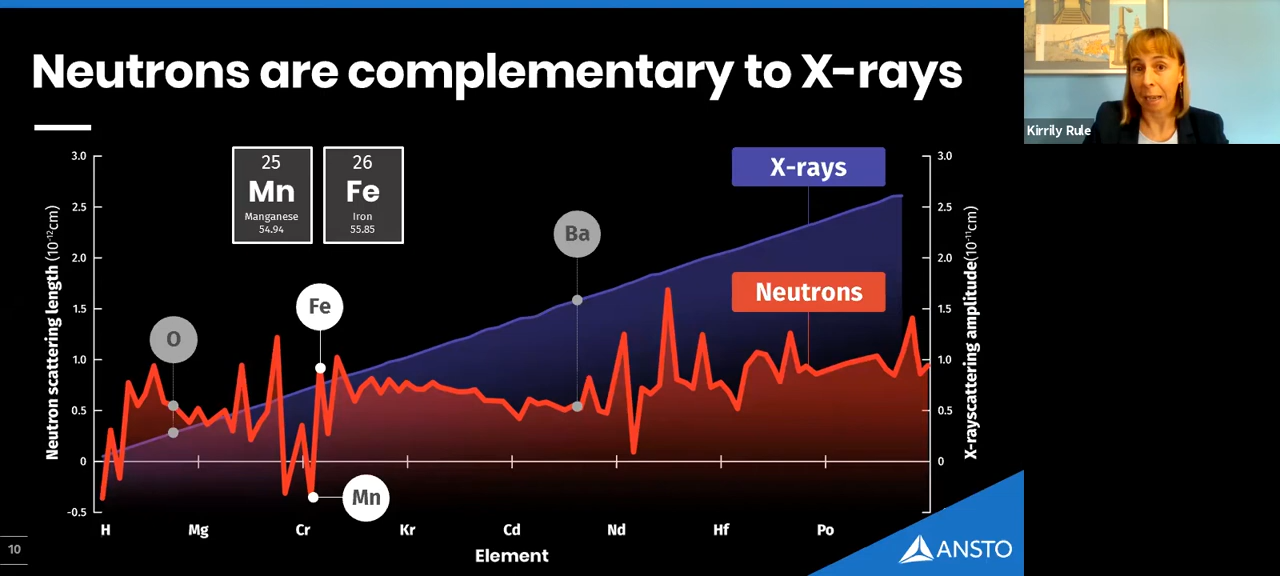 Neutrons are complementary to X-rays
Kirrily Rule
3.0
2.5
2.0
1.5
1.0
0.5
0
-0.5
Neutron scattering length (10⁻¹²cm)
25
Mn
Manganese
54.94
26
Fe
Iron
55.85
O
Fe
Mn
Ba
X-rays
Neutrons
3.0
2.5
2.0
1.5
1.0
0.5
0
X-rayscattering amplitude(10⁻¹¹cm)
H Mg Cr Kr Cd Nd Hf Po
Element
10
ANSTO